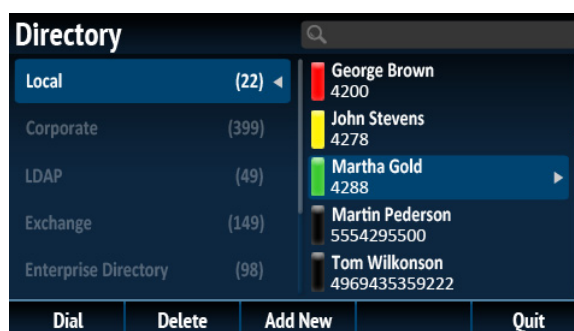 Directory
Local (22)
Corporate (399)
LDAP (49)
Exchange (149)
Enterprise Directory (98)
George Brown
4200
John Stevens
4278
Martha Gold
4288
Martin Pederson
5554295500
Tom Wilkonson
4969435359222
Dial Delete Add New Quit